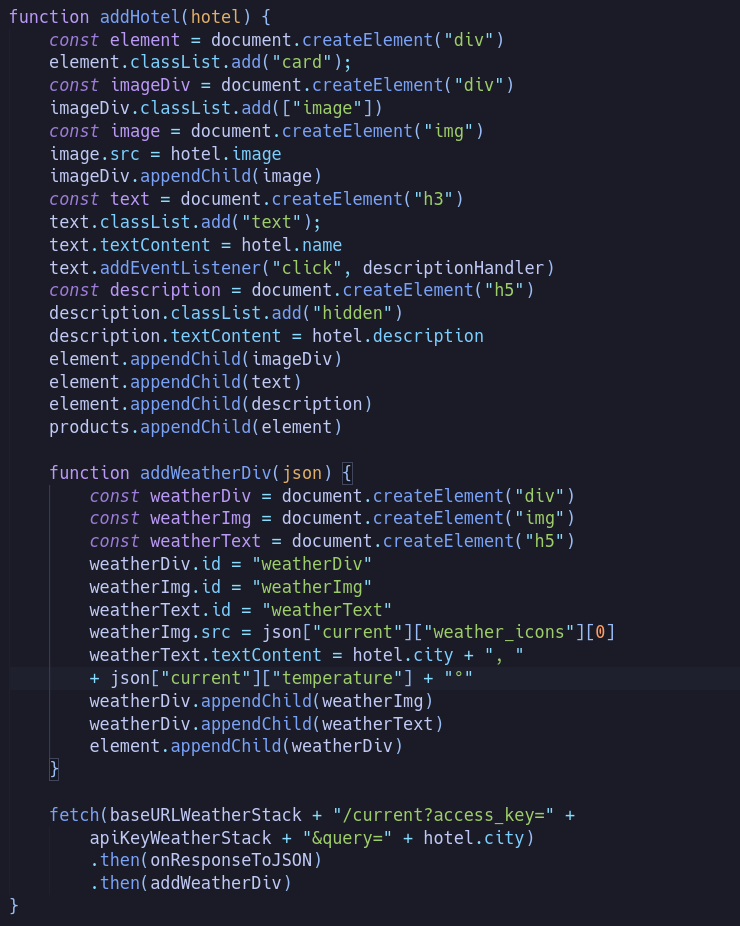 function addHotel(hotel) {
    const element = document.createElement("div")
    element.classList.add("card");
    const imageDiv = document.createElement("div")
    imageDiv.classList.add(["image"])
    const image = document.createElement("img")
    image.src = hotel.image
    imageDiv.appendChild(image)
    const text = document.createElement("h3")
    text.classList.add("text");
    text.textContent = hotel.name
    text.addEventListener("click", descriptionHandler)
    const description = document.createElement("h5")
    description.classList.add("hidden")
    description.textContent = hotel.description
    element.appendChild(imageDiv)
    element.appendChild(text)
    element.appendChild(description)
    products.appendChild(element)

    function addWeatherDiv(json) {
        const weatherDiv = document.createElement("div")
        const weatherImg = document.createElement("img")
        const weatherText = document.createElement("h5")
        weatherDiv.id = "weatherDiv"
        weatherImg.id = "weatherImg"
        weatherText.id = "weatherText"
        weatherImg.src = json["current"]["weather_icons"][0]
        weatherText.textContent = hotel.city + ", "
        + json["current"]["temperature"] + "°"
        weatherDiv.appendChild(weatherImg)
        weatherDiv.appendChild(weatherText)
        element.appendChild(weatherDiv)
    }

    fetch(baseURLWeatherStack + "/current?access_key=" +
        apiKeyWeatherStack + "&query=" + hotel.city)
        .then(onResponseToJSON)
        .then(addWeatherDiv)
}